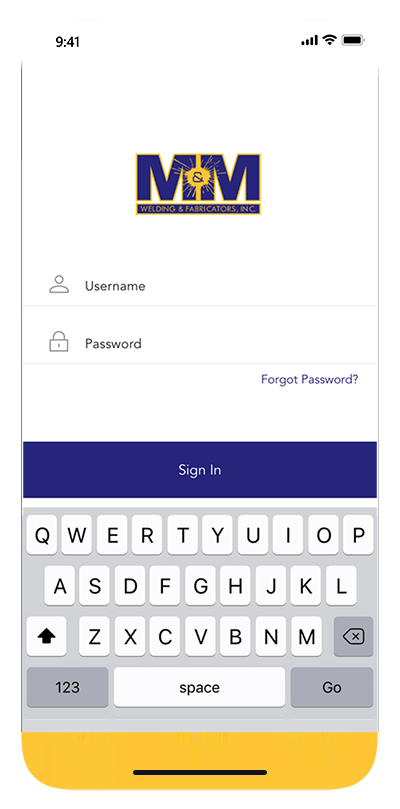 9:41
M&M
WELDING & FABRICATORS, INC.
Username
Password
Forgot Password?
Sign In
Q W E R T Y U I O P
A S D F G H J K L
Z X C V B N M
123 space Go